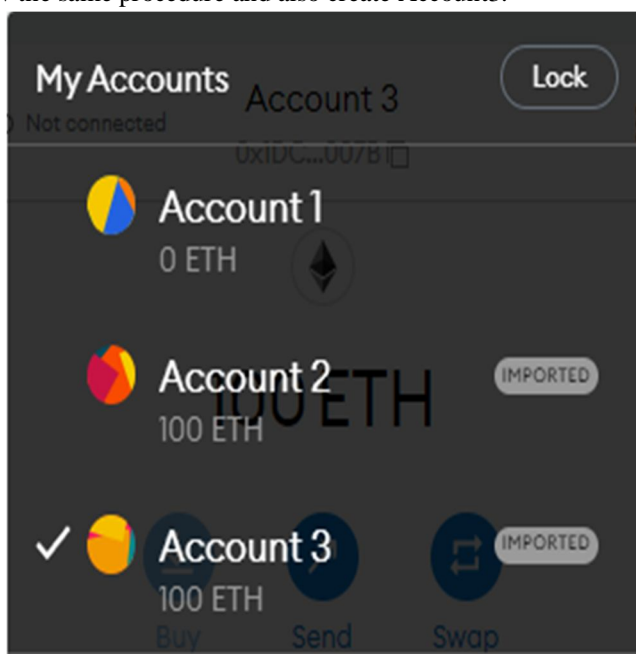 My Accounts
Lock
Account 3
Not connected
0x1DC...007B
Account 1
0 ETH
Account 2
IMPORTED
100 ETH
100 ETH
Account 3
IMPORTED
100 ETH
Buy
Send
Swap